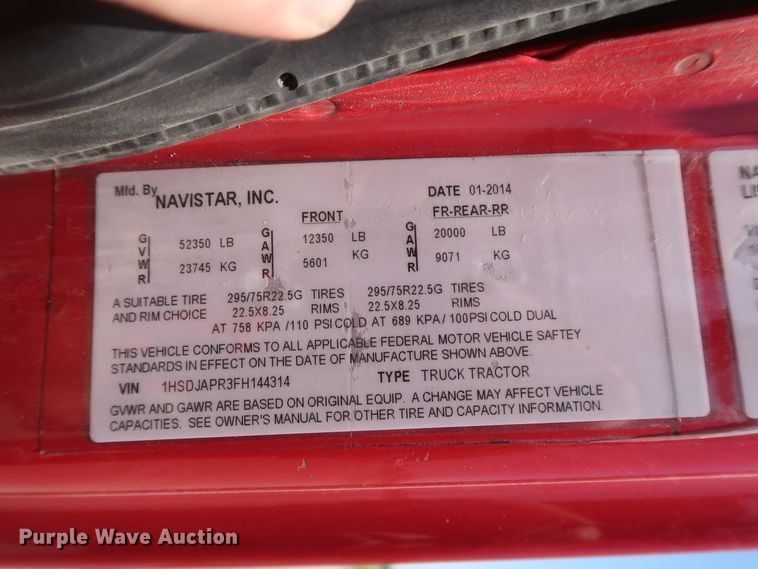 Mfd. By NAVISTAR, INC. DATE 01-2014
FRONT FR-REAR-RR
GVWR 52350 LB GAWR 12350 LB GAWR 20000 LB
23745 KG 5601 KG 9071 KG
A SUITABLE TIRE 295/75R22.5G TIRES 295/75R22.5G TIRES
AND RIM CHOICE 22.5X8.25 RIMS 22.5X8.25 RIMS
AT 758 KPA /110 PSI COLD AT 689 KPA/ 100PSI COLD DUAL
THIS VEHICLE CONFORMS TO ALL APPLICABLE FEDERAL MOTOR VEHICLE SAFTEY
STANDARDS IN EFFECT ON THE DATE OF MANUFACTURE SHOWN ABOVE.
VIN 1HSDJAPR3FH144314 TYPE TRUCK TRACTOR
GVWR AND GAWR ARE BASED ON ORIGINAL EQUIP. A CHANGE MAY AFFECT VEHICLE
CAPACITIES. SEE OWNER'S MANUAL FOR OTHER TIRE AND CAPACITY INFORMATION.
Purple Wave Auction